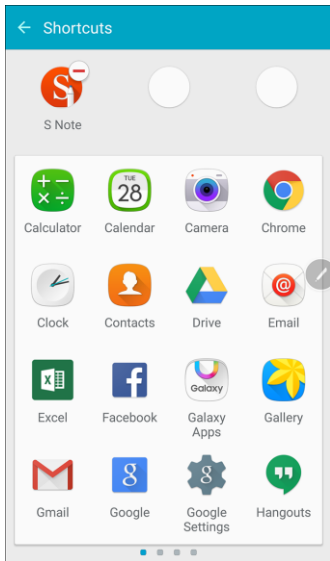 Shortcuts
S Note
TUE
28
Calculator Calendar Camera Chrome
Clock Contacts Drive Email
Galaxy
Excel Facebook Galaxy Apps Gallery
Gmail Google Google Settings Hangouts